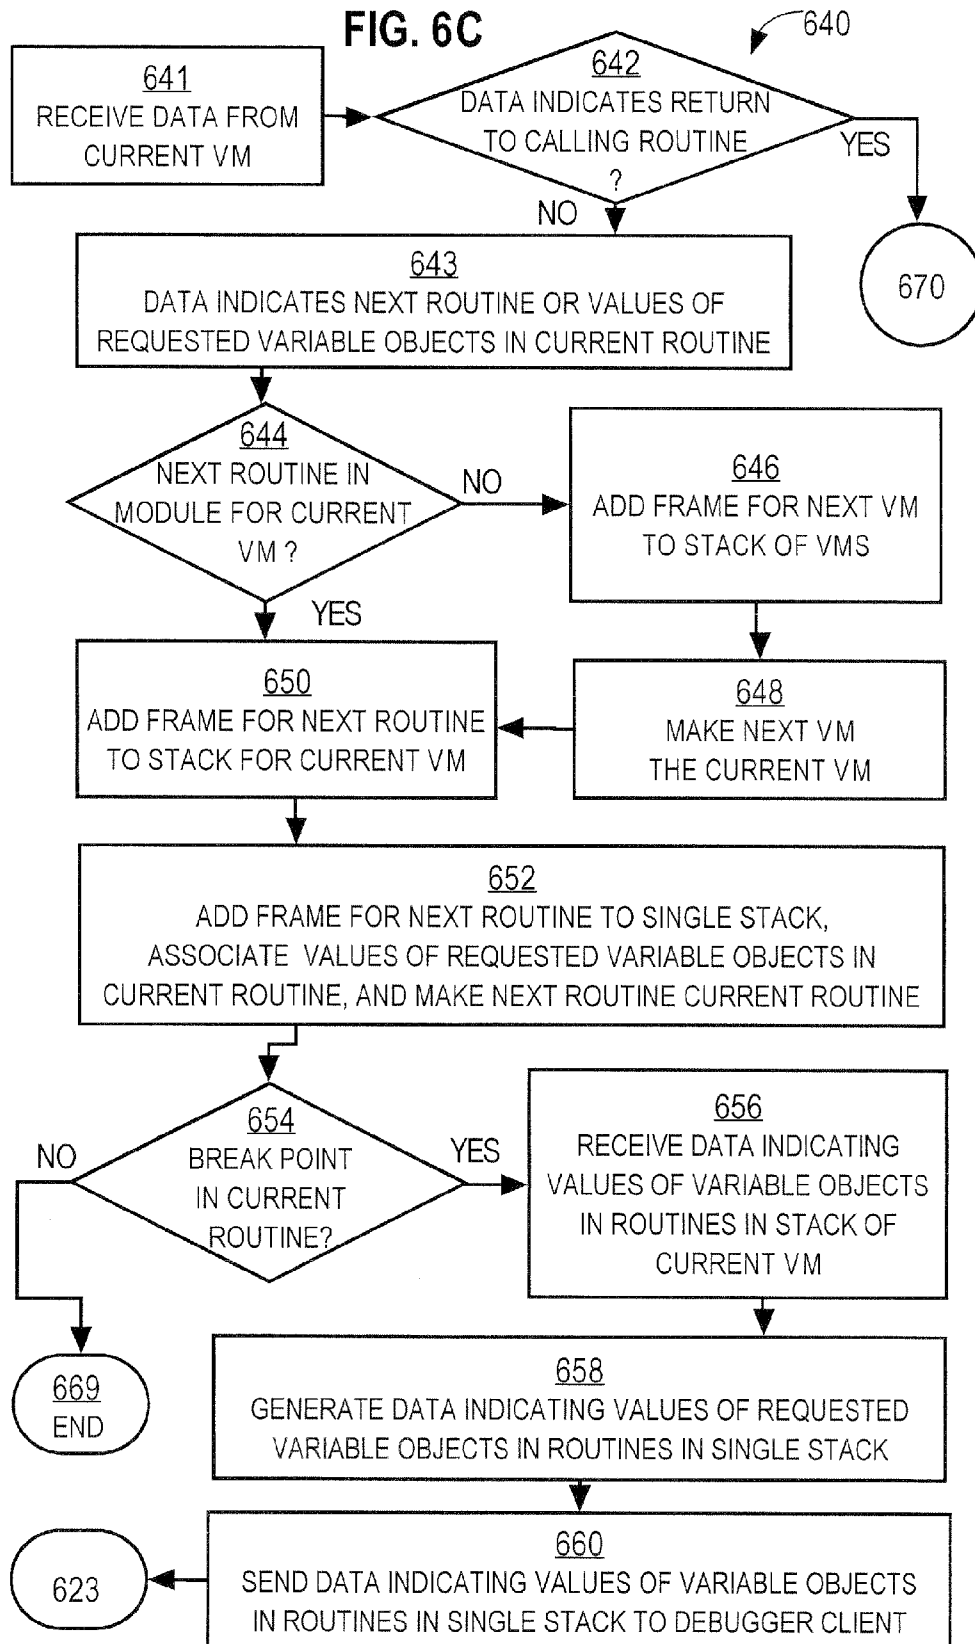 FIG. 6C
640
641
RECEIVE DATA FROM
CURRENT VM
642
DATA INDICATES RETURN
TO CALLING ROUTINE
?
YES
NO
670
643
DATA INDICATES NEXT ROUTINE OR VALUES OF
REQUESTED VARIABLE OBJECTS IN CURRENT ROUTINE
644
NEXT ROUTINE IN
MODULE FOR CURRENT
VM ?
NO
YES
646
ADD FRAME FOR NEXT VM
TO STACK OF VMS
650
ADD FRAME FOR NEXT ROUTINE
TO STACK FOR CURRENT VM
648
MAKE NEXT VM
THE CURRENT VM
652
ADD FRAME FOR NEXT ROUTINE TO SINGLE STACK,
ASSOCIATE VALUES OF REQUESTED VARIABLE OBJECTS IN
CURRENT ROUTINE, AND MAKE NEXT ROUTINE CURRENT ROUTINE
654
BREAK POINT
IN CURRENT
ROUTINE?
NO
YES
656
RECEIVE DATA INDICATING
VALUES OF VARIABLE OBJECTS
IN ROUTINES IN STACK OF
CURRENT VM
669
END
658
GENERATE DATA INDICATING VALUES OF REQUESTED
VARIABLE OBJECTS IN ROUTINES IN SINGLE STACK
660
SEND DATA INDICATING VALUES OF VARIABLE OBJECTS
IN ROUTINES IN SINGLE STACK TO DEBUGGER CLIENT
623